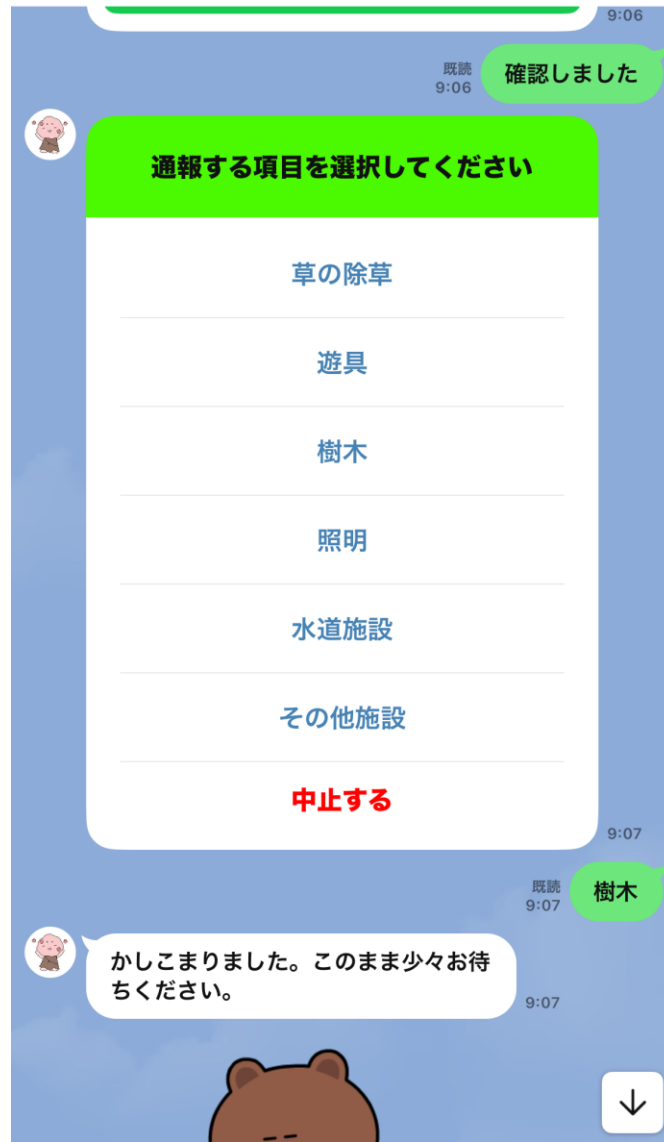 9:06
既読
9:06
確認しました
通報する項目を選択してください
草の除草
遊具
樹木
照明
水道施設
その他施設
中止する
9:07
既読
9:07
樹木
かしこまりました。このまま少々お待
ちください。
9:07